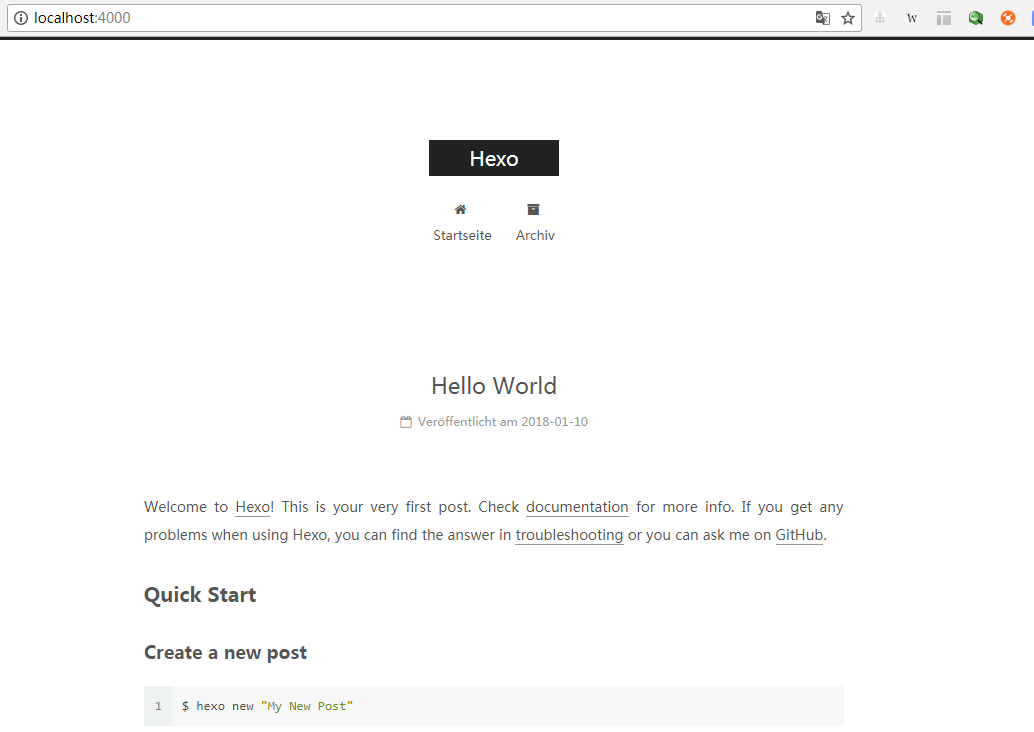 localhost:4000
W
Hexo
Startseite Archiv
Hello World
Veröffentlicht am 2018-01-10
Welcome to Hexo! This is your very first post. Check documentation for more info. If you get any
problems when using Hexo, you can find the answer in troubleshooting or you can ask me on GitHub.
Quick Start
Create a new post
1 $ hexo new "My New Post"